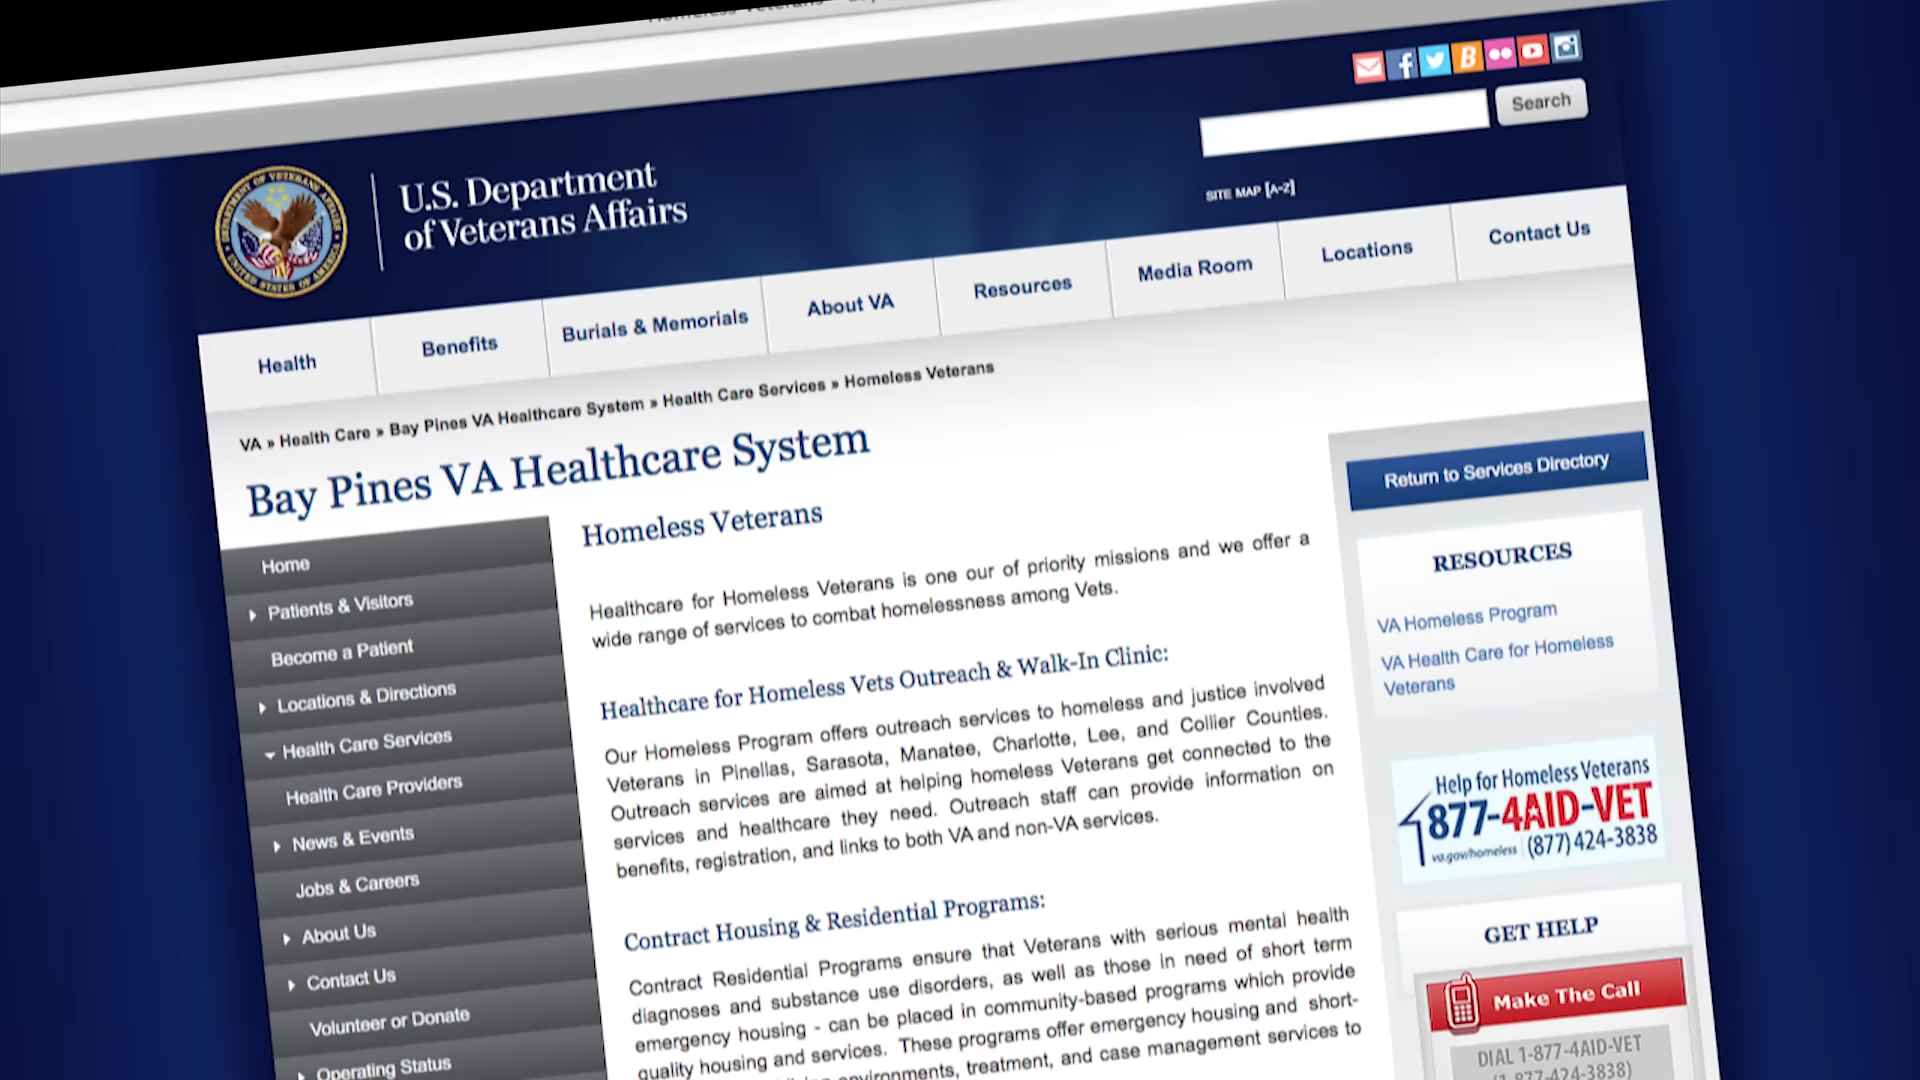 U.S. Department
of Veterans Affairs
Search
SITE MAP [A-Z]
Health
Benefits
Burials & Memorials
About VA
Resources
Media Room
Locations
Contact Us
VA » Health Care » Bay Pines VA Healthcare System » Health Care Services » Homeless Veterans
Bay Pines VA Healthcare System
Home
Patients & Visitors
Become a Patient
Locations & Directions
Health Care Services
Health Care Providers
News & Events
Jobs & Careers
About Us
Contact Us
Volunteer or Donate
Operating Status
Homeless Veterans
Healthcare for Homeless Veterans is one our of priority missions and we offer a
wide range of services to combat homelessness among Vets.
Healthcare for Homeless Vets Outreach & Walk-In Clinic:
Our Homeless Program offers outreach services to homeless and justice involved
Veterans in Pinellas, Sarasota, Manatee, Charlotte, Lee, and Collier Counties.
Outreach services are aimed at helping homeless Veterans get connected to the
services and healthcare they need. Outreach staff can provide information on
benefits, registration, and links to both VA and non-VA services.
Contract Housing & Residential Programs:
Contract Residential Programs ensure that Veterans with serious mental health
diagnoses and substance use disorders, as well as those in need of short term
emergency housing - can be placed in community-based programs which provide
quality housing and services. These programs offer emergency housing and short-
environments, treatment, and case management services to
Return to Services Directory
RESOURCES
VA Homeless Program
VA Health Care for Homeless
Veterans
Help for Homeless Veterans
877-4AID-VET
va.gov/homeless (877) 424-3838
GET HELP
Make The Call
DIAL 1-877-4AID-VET
(1-877-424-3838)
DEPARTMENT OF VETERANS AFFAIRS
UNITED STATES OF AMERICA